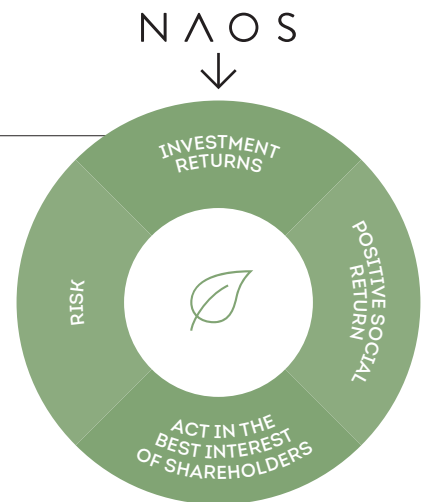 NAOS
INVESTMENT
RETURNS
POSITIVE SOCIAL
RETURN
ACT IN THE
BEST INTEREST
OF SHAREHOLDERS
RISK